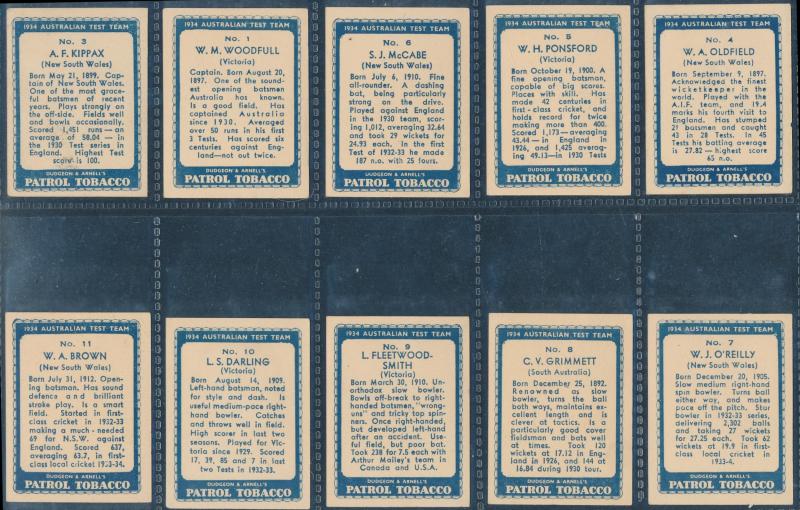 1934 AUSTRALIAN TEST TEAM
No. 3
A. F. KIPPAX
(New South Wales)
Born May 21, 1899. Cap-
tain of New South Wales.
One of the most grace-
ful batsmen of recent
years. Plays strongly on
the off-side. Fields well
and bowls occasionally.
Scored 1,451 runs—an
average of 58.04 — in
the 1930 Test series in
England. Highest Test
score is 100.
DUDGEON & ARNELL'S
PATROL TOBACCO
1934 AUSTRALIAN TEST TEAM
No. 1
W. M. WOODFULL
(Victoria)
Captain. Born August 20,
1897. One of the sound-
est opening batsmen
Australia has known.
Is a good field. Has
captained Australia
since 1930. Averaged
over 50 runs in his first
3 Tests. Has scored six
centuries against Eng-
land—not out twice.
DUDGEON & ARNELL'S
PATROL TOBACCO
1934 AUSTRALIAN TEST TEAM
No. 6
S. J. McCABE
(New South Wales)
Born July 6, 1910. Fine
all-rounder. A dashing
bat, being particularly
strong on the drive.
Played against England
in the 1930 team, scor-
ing 1,012, averaging 32.64
and took 29 wickets for
24.93 each. In the first
Test of 1932-33 he made
187 n.o. with 25 fours.
DUDGEON & ARNELL'S
PATROL TOBACCO
1934 AUSTRALIAN TEST TEAM
No. 5
W. H. PONSFORD
(Victoria)
Born October 19, 1900. A
fine opening batsman,
capable of big scores.
Places with skill. Has
made 42 centuries in
first - class cricket, and
holds record for twice
making more than 400.
Scored 1,173—averaging
43.44 — in England in
1926, and 1,425 averag-
ing 49.13—in 1930 Tests
DUDGEON & ARNELL'S
PATROL TOBACCO
1934 AUSTRALIAN TEST TEAM
No. 4
W. A. OLDFIELD
(New South Wales)
Born September 9, 1897.
Acknowledged the finest
wicketkeeper in the
world. Played with the
A.I.F. team, and 19.4
marks his fourth visit to
England. Has stumped
27 batsmen and caught
43 in 28 Tests. In 45
Tests his batting average
is 27.82 — highest score
65 n.o.
DUDGEON & ARNELL'S
PATROL TOBACCO
1934 AUSTRALIAN TEST TEAM
No. 11
W. A. BROWN
(New South Wales)
Born July 31, 1912. Open-
ing batsman. Has sound
defence and brilliant
stroke play. Is a smart
field. Started in first-
class cricket in 1932-33
making a much - needed
69 for N.S.W. against
England. Scored 637,
averaging 63.7, in first-
class local cricket 1933-34.
DUDGEON & ARNELL'S
PATROL TOBACCO
1934 AUSTRALIAN TEST TEAM
No. 10
L. S. DARLING
(Victoria)
Born August 14, 1909.
Left-hand batsman, noted
for style and dash. Is
useful medium-pace right-
hand bowler. Catches
and throws well in field.
High scorer in last two
seasons. Played for Vic-
toria since 1929. Scored
17, 39, 85 and 7 in last
two Tests in 1932-33.
DUDGEON & ARNELL'S
PATROL TOBACCO
1934 AUSTRALIAN TEST TEAM
No. 9
L. FLEETWOOD-
SMITH
(Victoria)
Born March 30, 1910. Un-
orthodox slow bowler.
Bowls off-break to right-
handed batsmen, "wrong-
uns" and tricky top spin-
ners. Once right-handed,
but developed left-hand
after an accident. Use-
ful field, but poor bat.
Took 238 for 7.5 each with
Arthur Mailey's team in
Canada and U.S.A.
DUDGEON & ARNELL'S
PATROL TOBACCO
1934 AUSTRALIAN TEST TEAM
No. 8
C. V. GRIMMETT
(South Australia)
Born December 25, 1892.
Renowned as slow
bowler, turns the ball
both ways, maintains ex-
cellent length and is
clever at tactics. Is a
particularly good cover
fieldsman and bats well
at times. Took 120
wickets at 17.12 in Eng-
land in 1926, and 144 at
16.84 during 1930 tour.
DUDGEON & ARNELL'S
PATROL TOBACCO
1934 AUSTRALIAN TEST TEAM
No. 7
W. J. O'REILLY
(New South Wales)
Born December 20, 1905.
Slow medium right-hand
spin bowler. Turns ball
either way, and makes
pace off the pitch. Star
bowler in 1932-33 series,
delivering 2,302 balls
and taking 27 wickets
for 27.25 each. Took 62
wickets at 19.9 in first-
class local cricket in
1933-4.
DUDGEON & ARNELL'S
PATROL TOBACCO